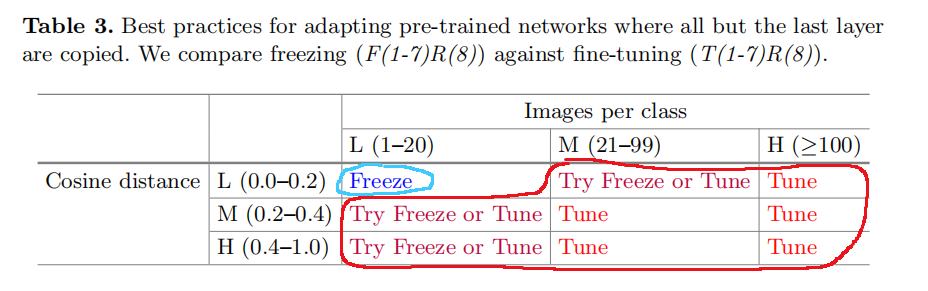 Table 3. Best practices for adapting pre-trained networks where all but the last layer
are copied. We compare freezing (F(1-7)R(8)) against fine-tuning (T(1-7)R(8)).
Images per class
L (1–20) M (21–99) H (≥100)
Cosine distance L (0.0–0.2) Freeze Try Freeze or Tune Tune
M (0.2–0.4) Try Freeze or Tune Tune Tune
H (0.4–1.0) Try Freeze or Tune Tune Tune